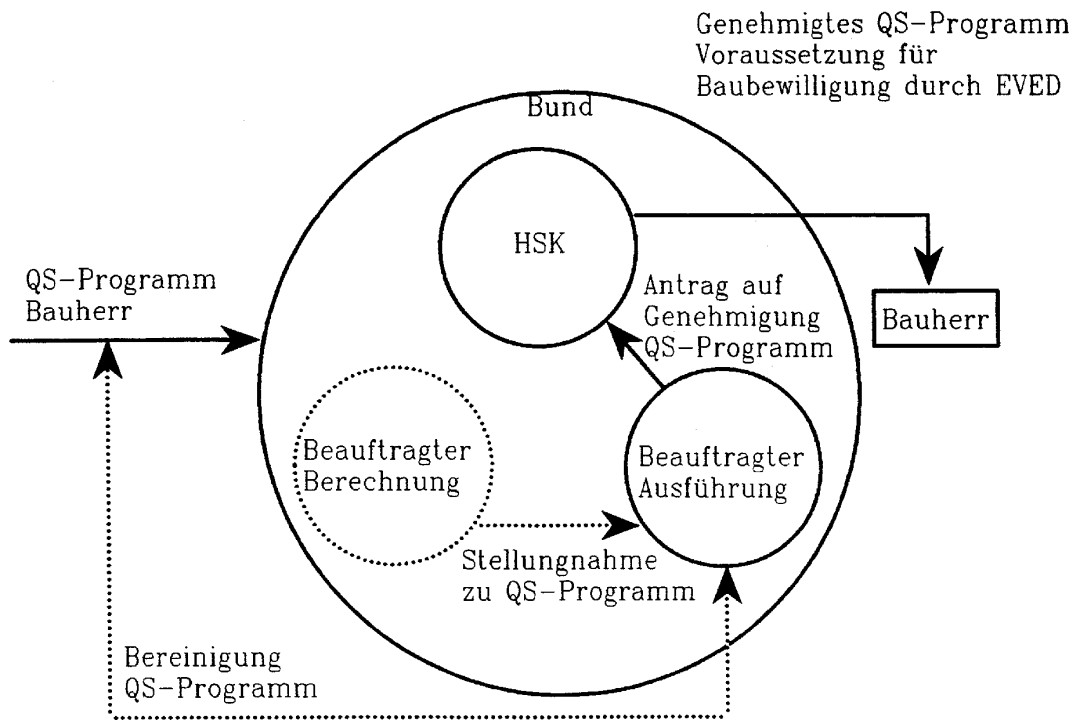 Genehmigtes QS-Programm
Voraussetzung für
Baubewilligung durch EVED
Bund
HSK
QS-Programm
Bauherr
Antrag auf
Genehmigung
QS-Programm
Bauherr
Beauftragter
Berechnung
Beauftragter
Ausführung
Stellungnahme
zu QS-Programm
Bereinigung
QS-Programm